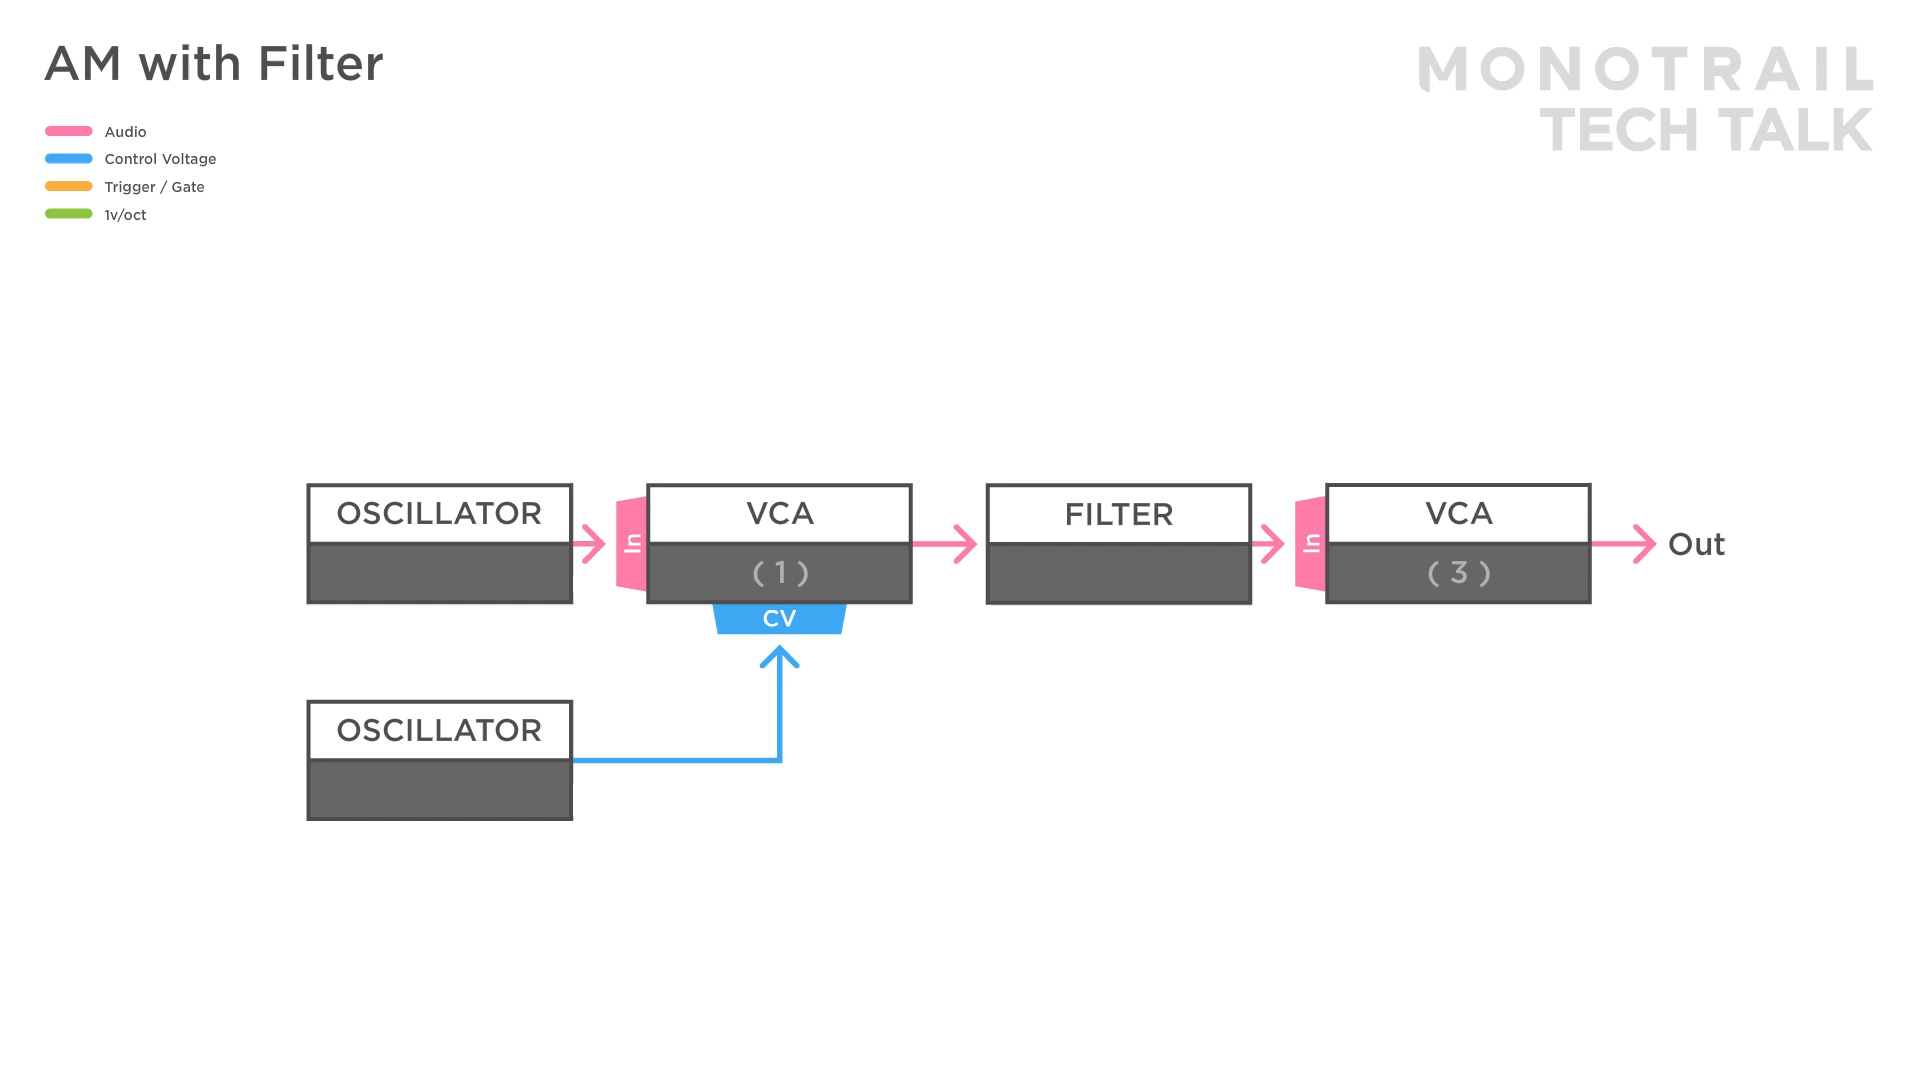 AM with Filter
MONOTRAIL
TECH TALK
Audio
Control Voltage
Trigger / Gate
1v/oct
OSCILLATOR
In
VCA
( 1 )
CV
FILTER
In
VCA
( 3 )
Out
OSCILLATOR